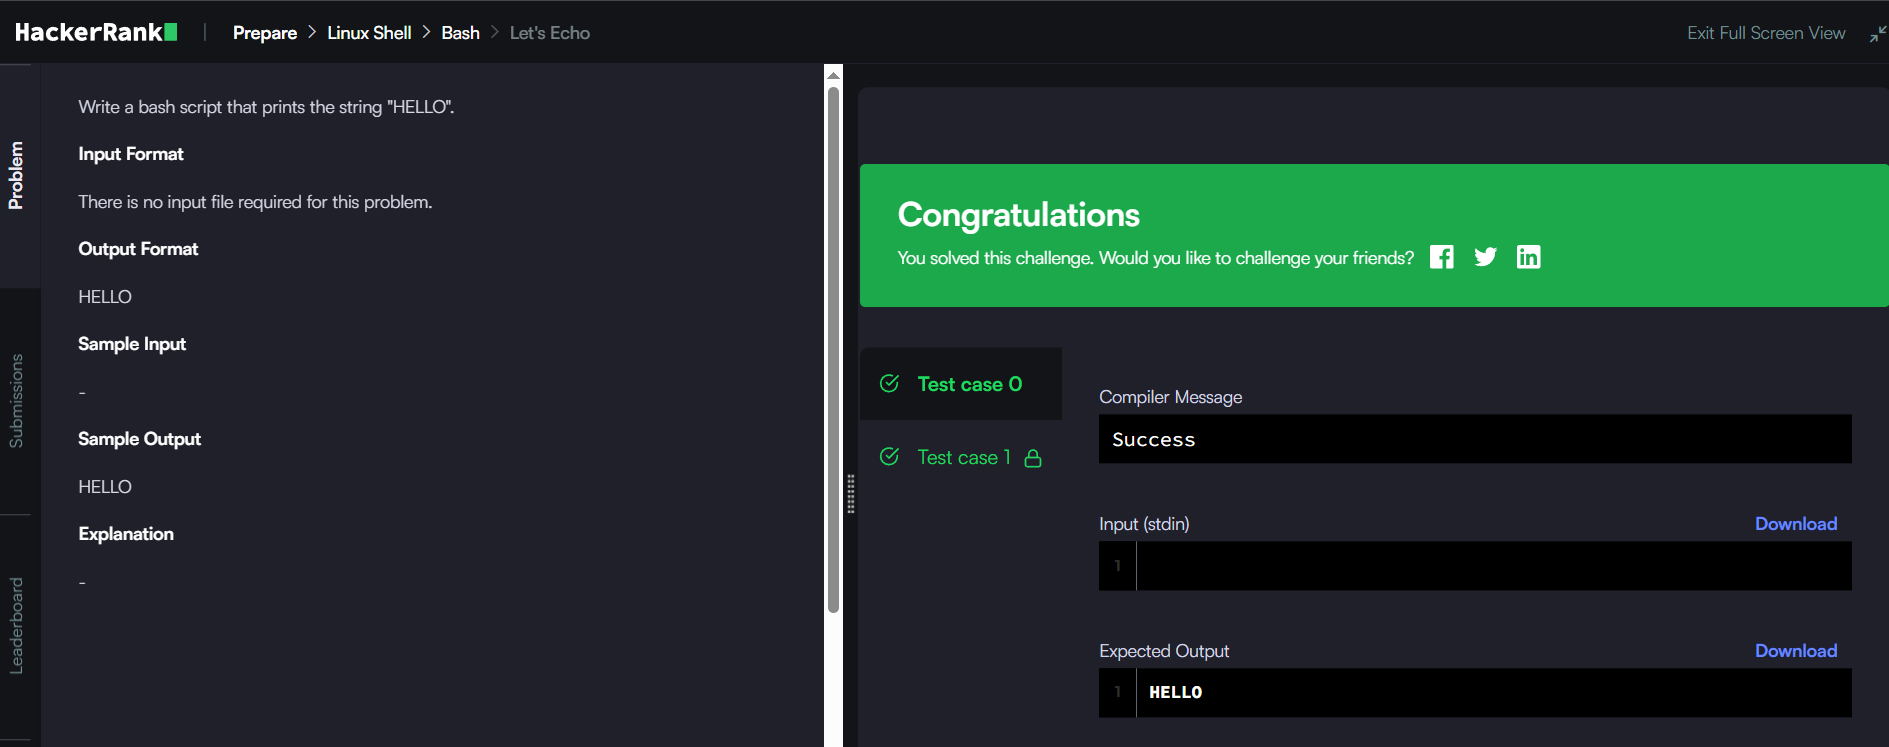 HackerRank
Prepare > Linux Shell > Bash > Let's Echo
Exit Full Screen View
Problem
Submissions
Leaderboard
Write a bash script that prints the string "HELLO".
Input Format
There is no input file required for this problem.
Output Format
HELLO
Sample Input
-
Sample Output
HELLO
Explanation
-
Congratulations
You solved this challenge. Would you like to challenge your friends?
Test case 0
Test case 1
Compiler Message
Success
Input (stdin)
Download
1
Expected Output
Download
1 HELLO